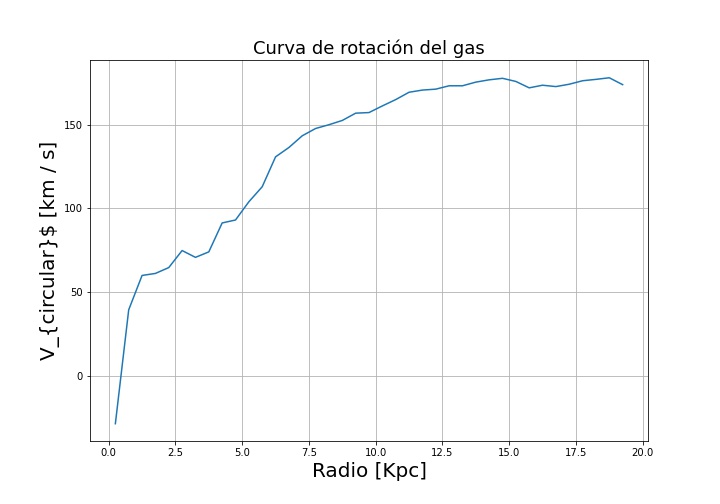 Curva de rotación del gas
V_{circular}$ [km / s]
150
100
50
0
0.0 2.5 5.0 7.5 10.0 12.5 15.0 17.5 20.0
Radio [Kpc]